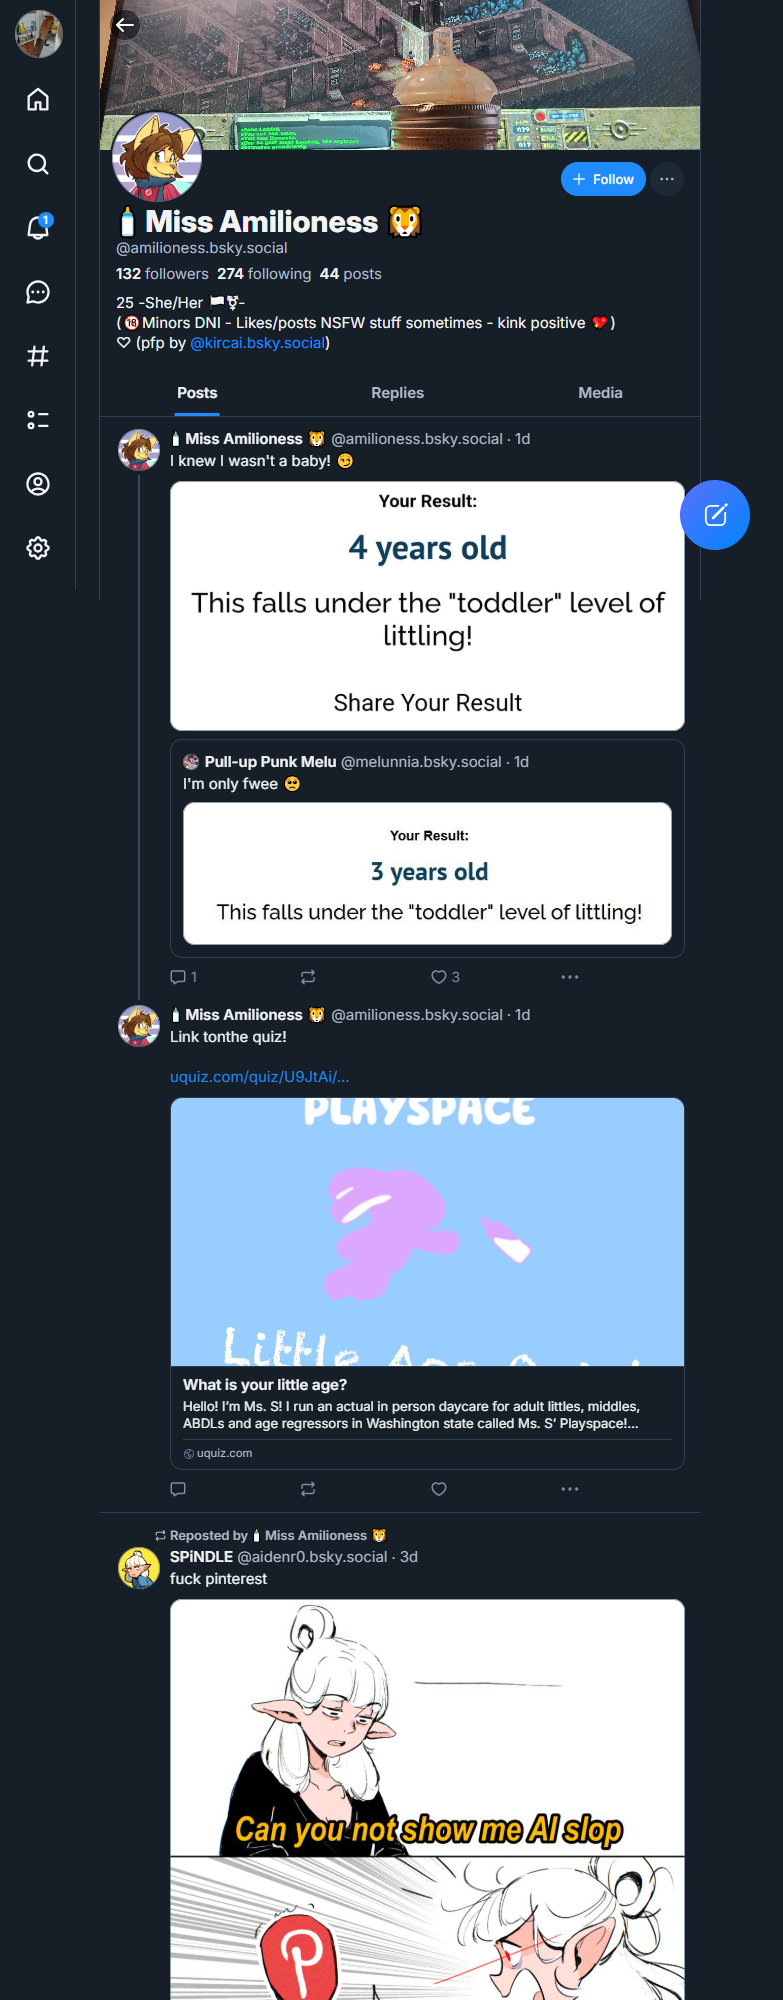 1
+ Follow
Miss Amilioness
@amilioness.bsky.social
132 followers 274 following 44 posts
25 -She/Her 🏳️⚧-
(🔞Minors DNI - Likes/posts NSFW stuff sometimes - kink positive 💖)
♡ (pfp by @kircai.bsky.social)
Posts Replies Media
Miss Amilioness 🦁 @amilioness.bsky.social · 1d
I knew I wasn't a baby! 😏
Your Result:
4 years old
This falls under the "toddler" level of
littling!
Share Your Result
Pull-up Punk Melu @melunnia.bsky.social · 1d
I'm only fwee 🥺
Your Result:
3 years old
This falls under the "toddler" level of littling!
1 3
Miss Amilioness 🦁 @amilioness.bsky.social · 1d
Link tonthe quiz!
uquiz.com/quiz/U9JtAi/...
PLAYSPACE
Little Age Quiz!
What is your little age?
Hello! I'm Ms. S! I run an actual in person daycare for adult littles, middles,
ABDLs and age regressors in Washington state called Ms. S' Playspace!...
uquiz.com
Reposted by Miss Amilioness 🦁
SPiNDLE @aidenr0.bsky.social · 3d
fuck pinterest
Can you not show me AI slop